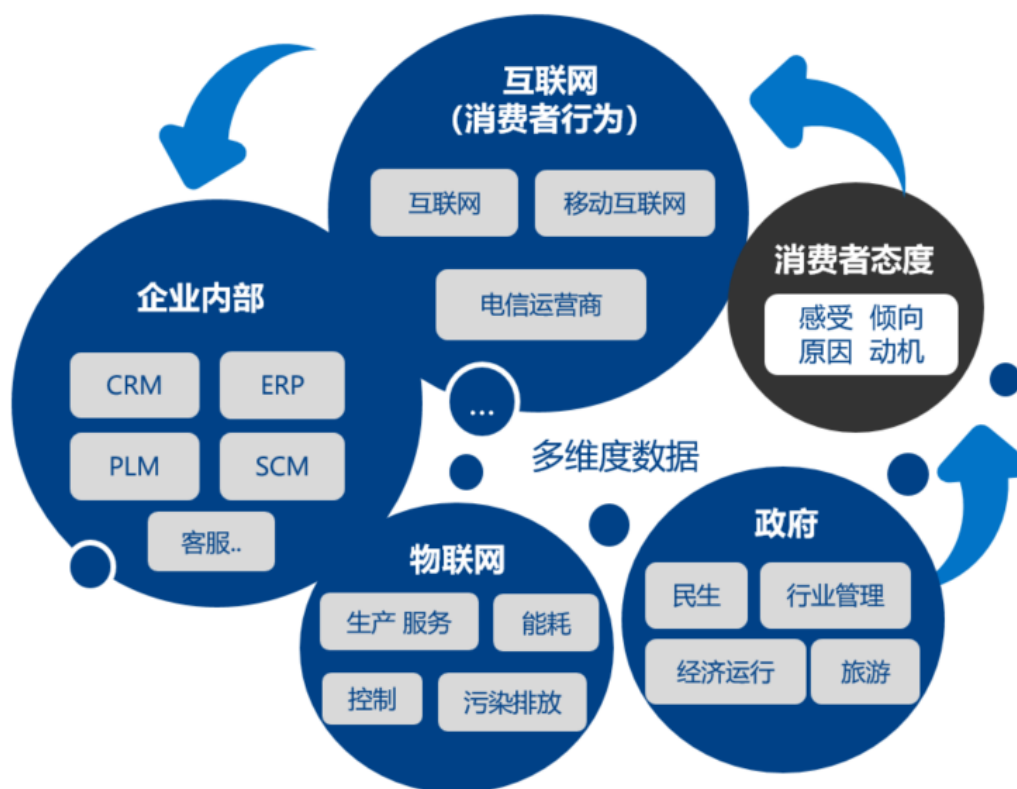 互联网
（消费者行为）
互联网 移动互联网
电信运营商
消费者态度
感受 倾向
原因 动机
企业内部
CRM ERP
PLM SCM
客服..
...
多维度数据
物联网
生产 服务 能耗
控制 污染排放
政府
民生 行业管理
经济运行 旅游